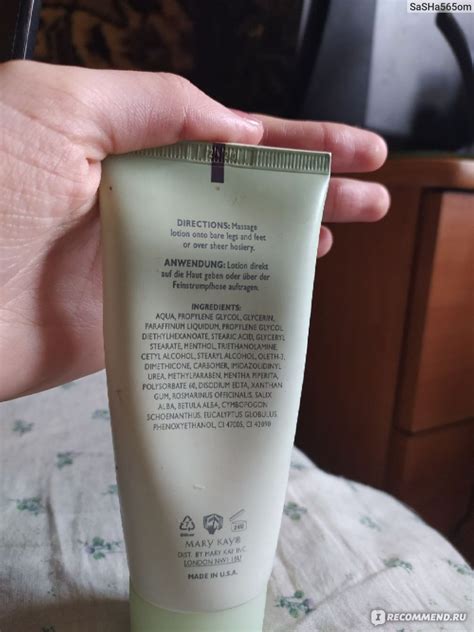 SaSHa565om
DIRECTIONS: Massage
lotion onto bare legs and feet
or over sheer hosiery.
ANWENDUNG: Lotion direkt
auf die Haut geben oder über der
Feinstrumpfhose auftragen.
INGREDIENTS:
AQUA, PROPYLENE GLYCOL, GLYCERIN,
PARAFFINUM LIQUIDUM, PROPYLENE GLYCOL
DIETHYLHEXANOATE, STEARIC ACID, GLYCERYL
STEARATE, MENTHOL, TRIETHANOLAMINE,
CETYL ALCOHOL, STEARYL ALCOHOL, OLETH-3,
DIMETHICONE, CARBOMER, IMIDAZOLIDINYL
UREA, METHYLPARABEN, MENTHA PIPERITA,
POLYSORBATE 60, DISODIUM EDTA, XANTHAN
GUM, ROSMARINUS OFFICINALIS, SALIX
ALBA, BETULA ALBA, CYMBOPOGON
SCHOENANTHUS, EUCALYPTUS GLOBULUS
PHENOXYETHANOL, CI 47005, CI 42090
MARY KAY®
DIST. BY MARY KAY INC.
LONDON NW1
MADE IN U.S.A.
IRECOMMEND.RU